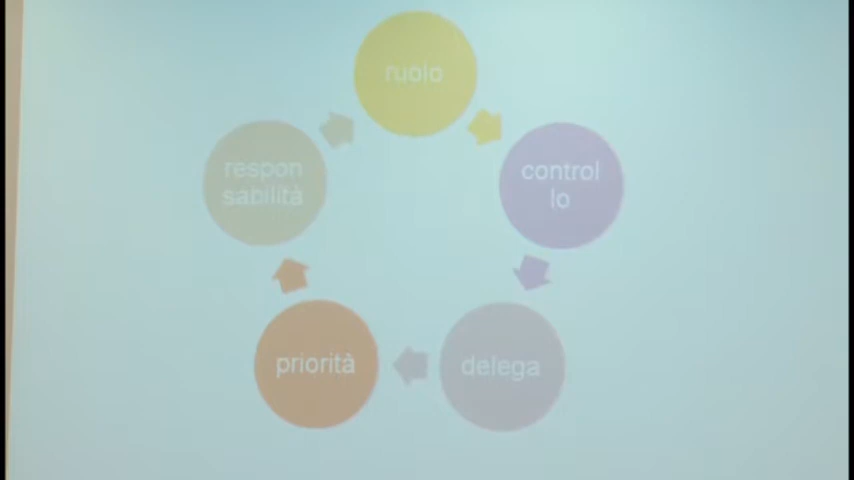 ruolo
control
lo
delega
priorità
respon
sabilità